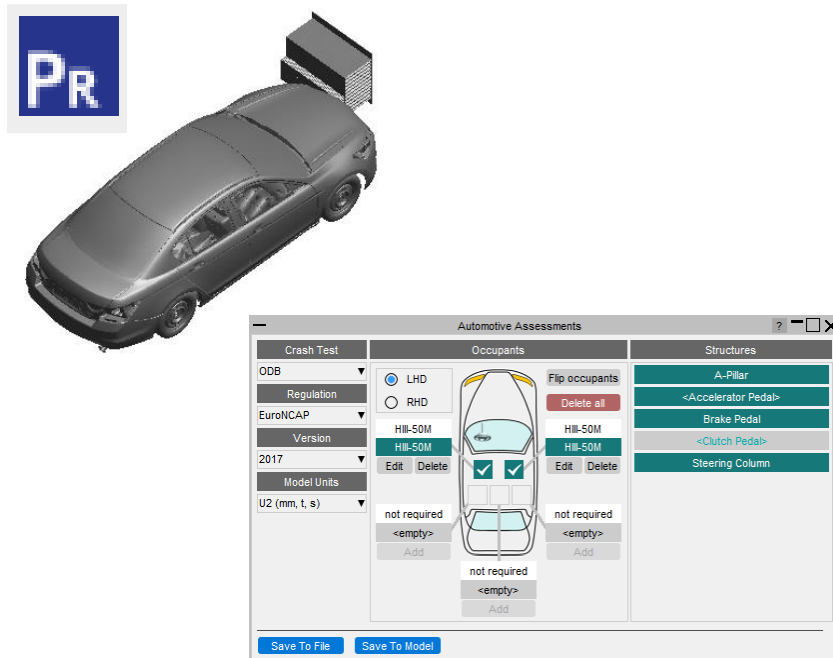 PR
Automotive Assessments
?
Crash Test
Occupants
Structures
ODB
Regulation
EuroNCAP
Version
2017
Model Units
U2 (mm, t, s)
LHD
RHD
Flip occupants
Delete all
HIII-50M
HIII-50M
Edit Delete
HIII-50M
HIII-50M
Edit Delete
not required
<empty>
Add
not required
<empty>
Add
not required
<empty>
Add
A-Pillar
<Accelerator Pedal>
Brake Pedal
<Clutch Pedal>
Steering Column
Save To File Save To Model